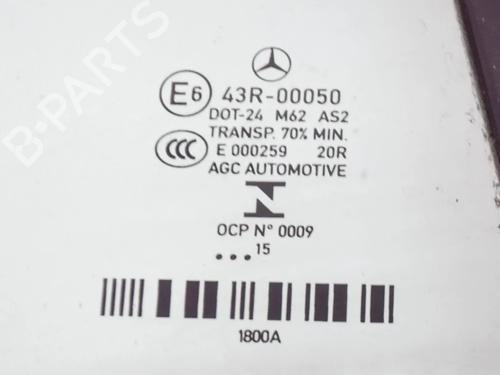 B-PARTS
E6 43R-00050
DOT-24 M62 AS2
TRANSP. 70% MIN.
CCC E 000259 20R
AGC AUTOMOTIVE
N
OCP N° 0009
... 15
1800A